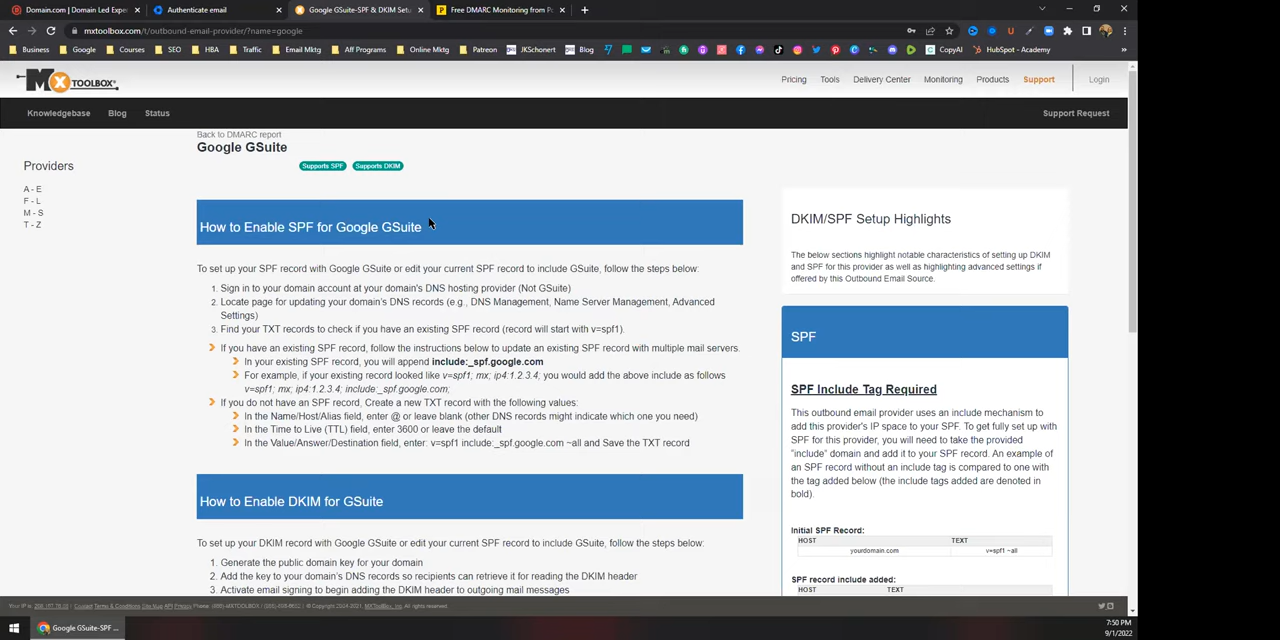 Domain.com | Domain Led Expe
Authenticate email
Google GSuite-SPF & DKIM Setu
Free DMARC Monitoring from Po
mxtoolbox.com/t/outbound-email-provider/?name=google
Business Google Courses SEO HBA Traffic Email Mktg Aff Programs Online Mktg Patreon JKSchonert Blog CopyAI HubSpot - Academy
MX TOOLBOX
Pricing Tools Delivery Center Monitoring Products Support Login
Knowledgebase Blog Status Support Request
Back to DMARC report
Google GSuite
Supports SPF Supports DKIM
Providers
A - E
F - L
M - S
T - Z
How to Enable SPF for Google GSuite
To set up your SPF record with Google GSuite or edit your current SPF record to include GSuite, follow the steps below:
1. Sign in to your domain account at your domain's DNS hosting provider (Not GSuite)
2. Locate page for updating your domain's DNS records (e.g., DNS Management, Name Server Management, Advanced
Settings)
3. Find your TXT records to check if you have an existing SPF record (record will start with v=spf1).
If you have an existing SPF record, follow the instructions below to update an existing SPF record with multiple mail servers.
In your existing SPF record, you will append include:_spf.google.com
For example, if your existing record looked like v=spf1; mx; ip4:1.2.3.4; you would add the above include as follows
v=spf1; mx; ip4:1.2.3.4; include:_spf.google.com;
If you do not have an SPF record, Create a new TXT record with the following values:
In the Name/Host/Alias field, enter @ or leave blank (other DNS records might indicate which one you need)
In the Time to Live (TTL) field, enter 3600 or leave the default
In the Value/Answer/Destination field, enter: v=spf1 include:_spf.google.com ~all and Save the TXT record
How to Enable DKIM for GSuite
To set up your DKIM record with Google GSuite or edit your current SPF record to include GSuite, follow the steps below:
1. Generate the public domain key for your domain
2. Add the key to your domain's DNS records so recipients can retrieve it for reading the DKIM header
3. Activate email signing to begin adding the DKIM header to outgoing mail messages
DKIM/SPF Setup Highlights
The below sections highlight notable characteristics of setting up DKIM
and SPF for this provider as well as highlighting advanced settings if
offered by this Outbound Email Source.
SPF
SPF Include Tag Required
This outbound email provider uses an include mechanism to
add this provider's IP space to your SPF. To get fully set up with
SPF for this provider, you will need to take the provided
"include" domain and add it to your SPF record. An example of
an SPF record without an include tag is compared to one with
the tag added below (the include tags added are denoted in
bold).
Initial SPF Record:
HOST TEXT
yourdomain.com v=spf1 ~all
SPF record include added:
HOST TEXT
Google GSuite-SPF ...
7:50 PM
9/1/2022